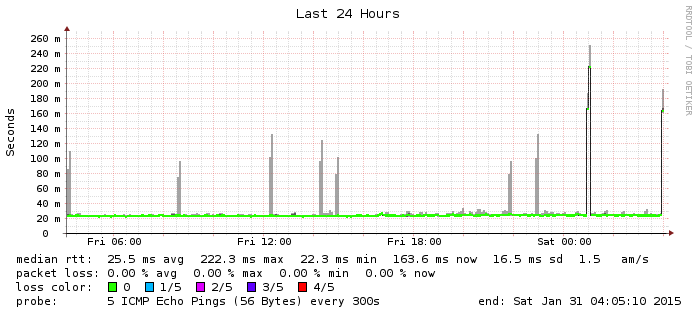 Last 24 Hours
RRDTOOL / TOBI OETIKER
Seconds
260 m
240 m
220 m
200 m
180 m
160 m
140 m
120 m
100 m
80 m
60 m
40 m
20 m
0
Fri 06:00 Fri 12:00 Fri 18:00 Sat 00:00
median rtt: 25.5 ms avg 222.3 ms max 22.3 ms min 163.6 ms now 16.5 ms sd 1.5 am/s
packet loss: 0.00 % avg 0.00 % max 0.00 % min 0.00 % now
loss color: 0 1/5 2/5 3/5 4/5
probe: 5 ICMP Echo Pings (56 Bytes) every 300s end: Sat Jan 31 04:05:10 2015